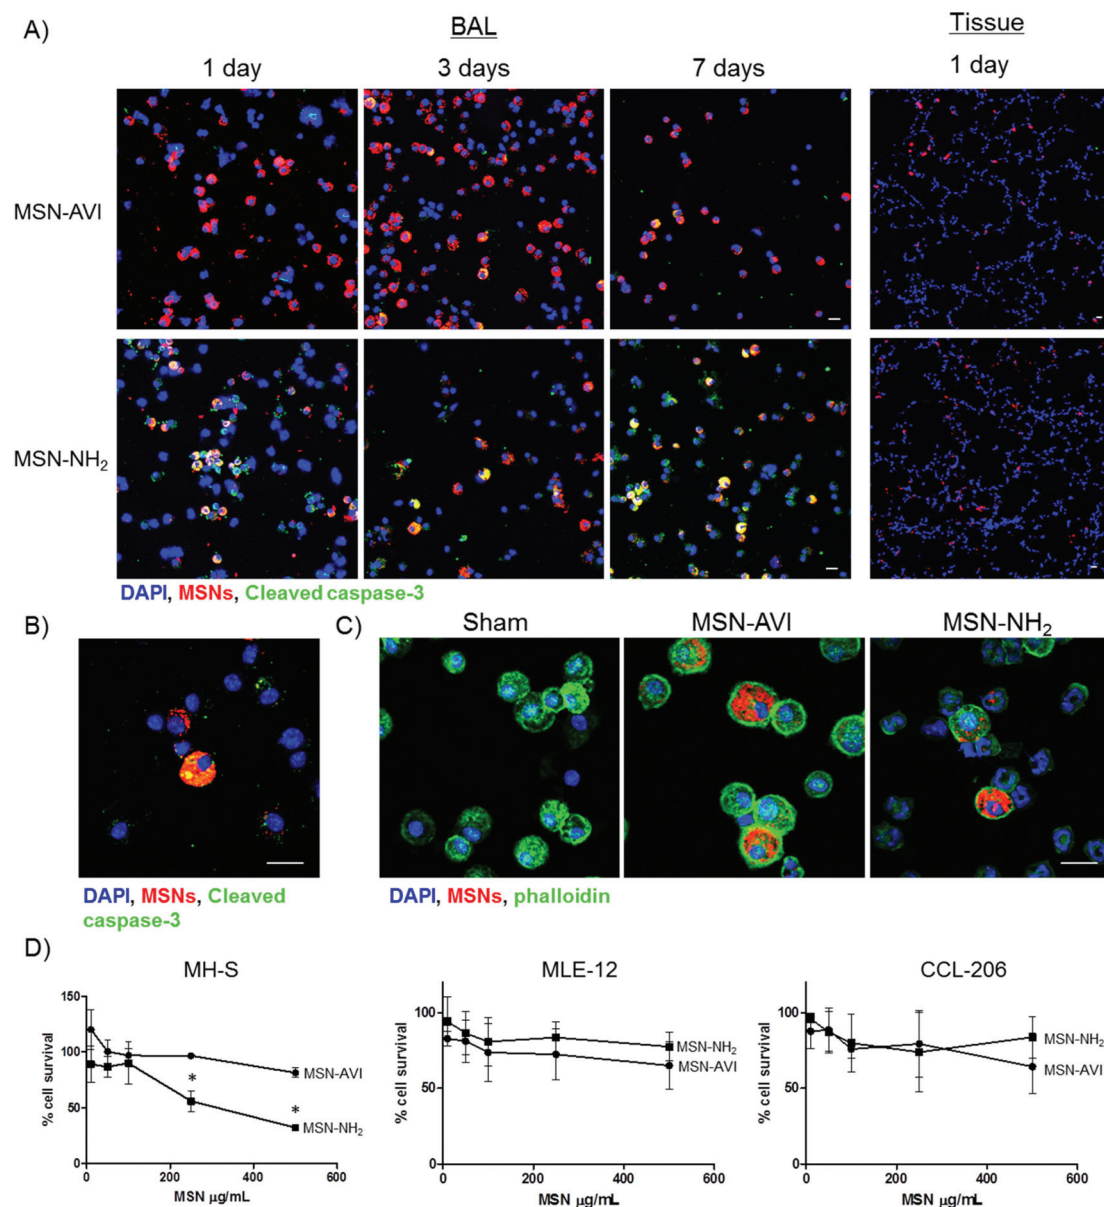 A)
BAL
Tissue
1 day
3 days
7 days
1 day
MSN-AVI
MSN-NH₂
DAPI, MSNs, Cleaved caspase-3
B)
DAPI, MSNs, Cleaved
caspase-3
C)
Sham
MSN-AVI
MSN-NH₂
DAPI, MSNs, phalloidin
D)
MH-S
% cell survival
150
100
50
0
0
200
400
600
MSN µg/mL
MSN-AVI
*
*
MSN-NH₂
MLE-12
% cell survival
100
50
0
0
200
400
600
MSN µg/mL
MSN-NH₂
MSN-AVI
CCL-206
% cell survival
100
50
0
0
200
400
600
MSN µg/mL
MSN-NH₂
MSN-AVI